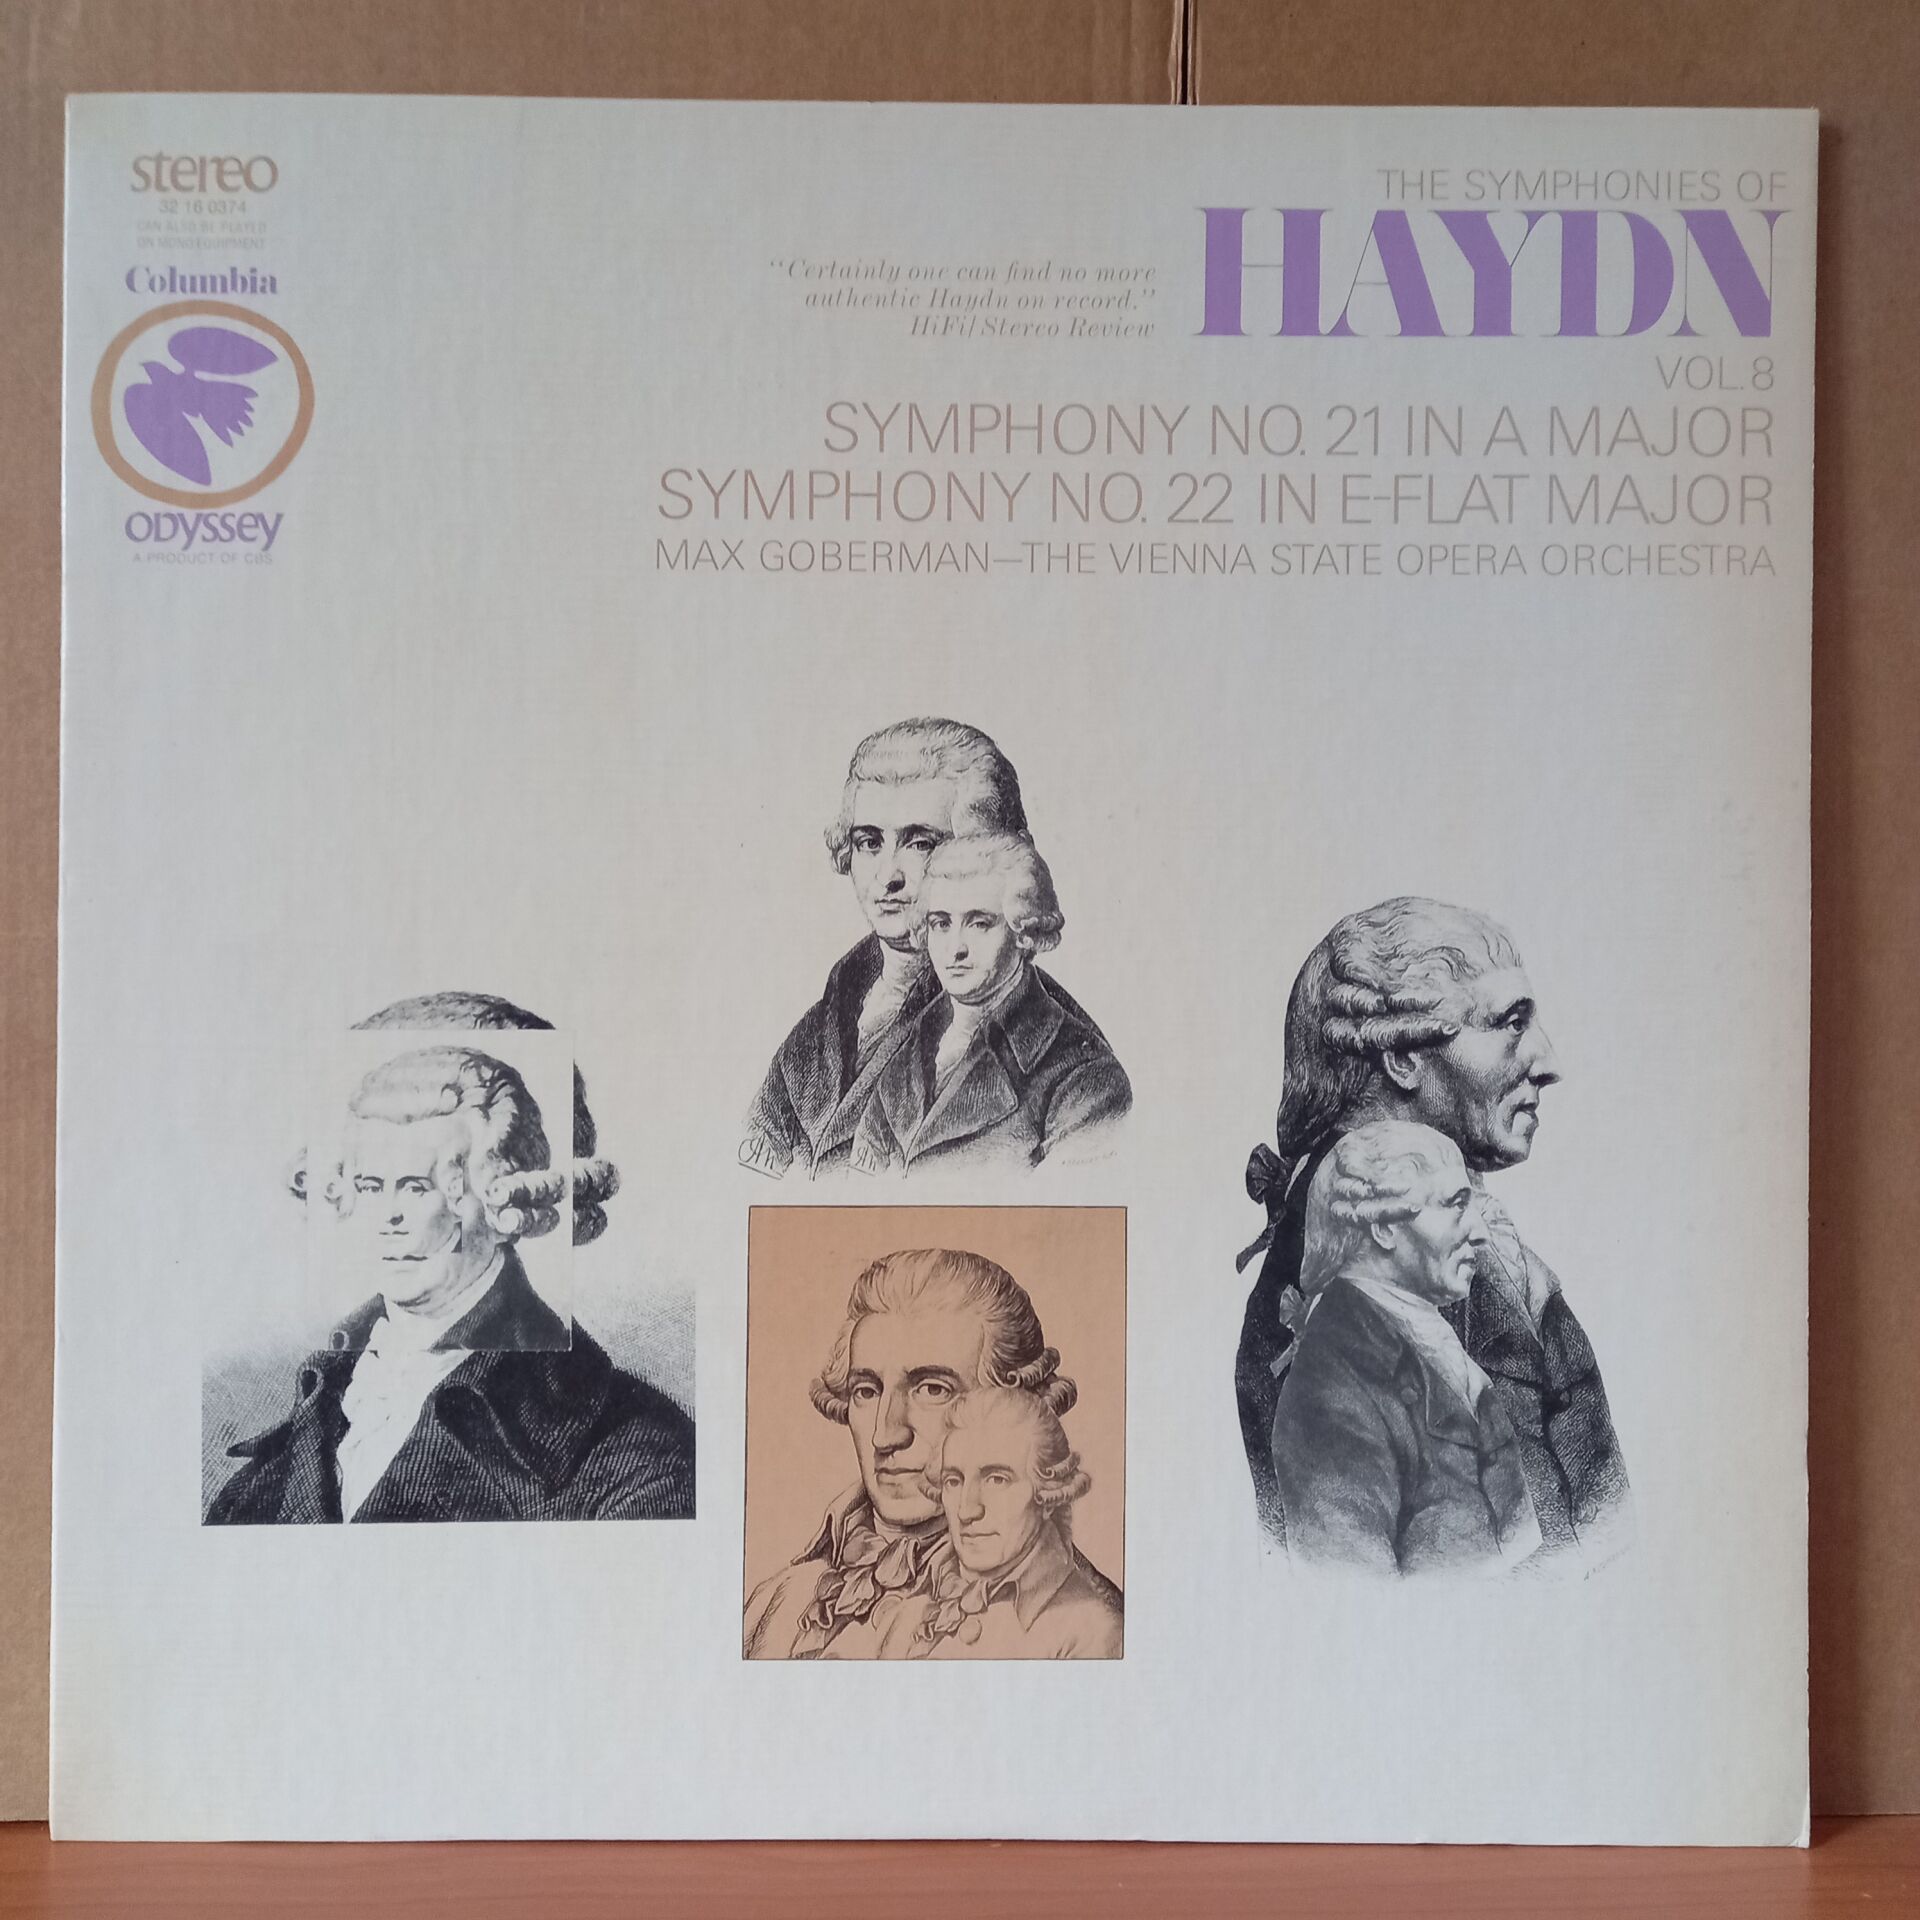 stereo
32 16 0374
CAN ALSO BE PLAYED
ON MONO EQUIPMENT
Columbia
ODYSSEY
A PRODUCT OF CBS
THE SYMPHONIES OF
HAYDN
"Certainly one can find no more
authentic Haydn on record."
HiFi/Stereo Review
VOL. 8
SYMPHONY NO. 21 IN A MAJOR
SYMPHONY NO. 22 IN E-FLAT MAJOR
MAX GOBERMAN—THE VIENNA STATE OPERA ORCHESTRA